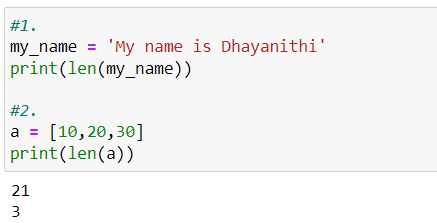 #1.
my_name = 'My name is Dhayanithi'
print(len(my_name))
#2.
a = [10,20,30]
print(len(a))
21
3